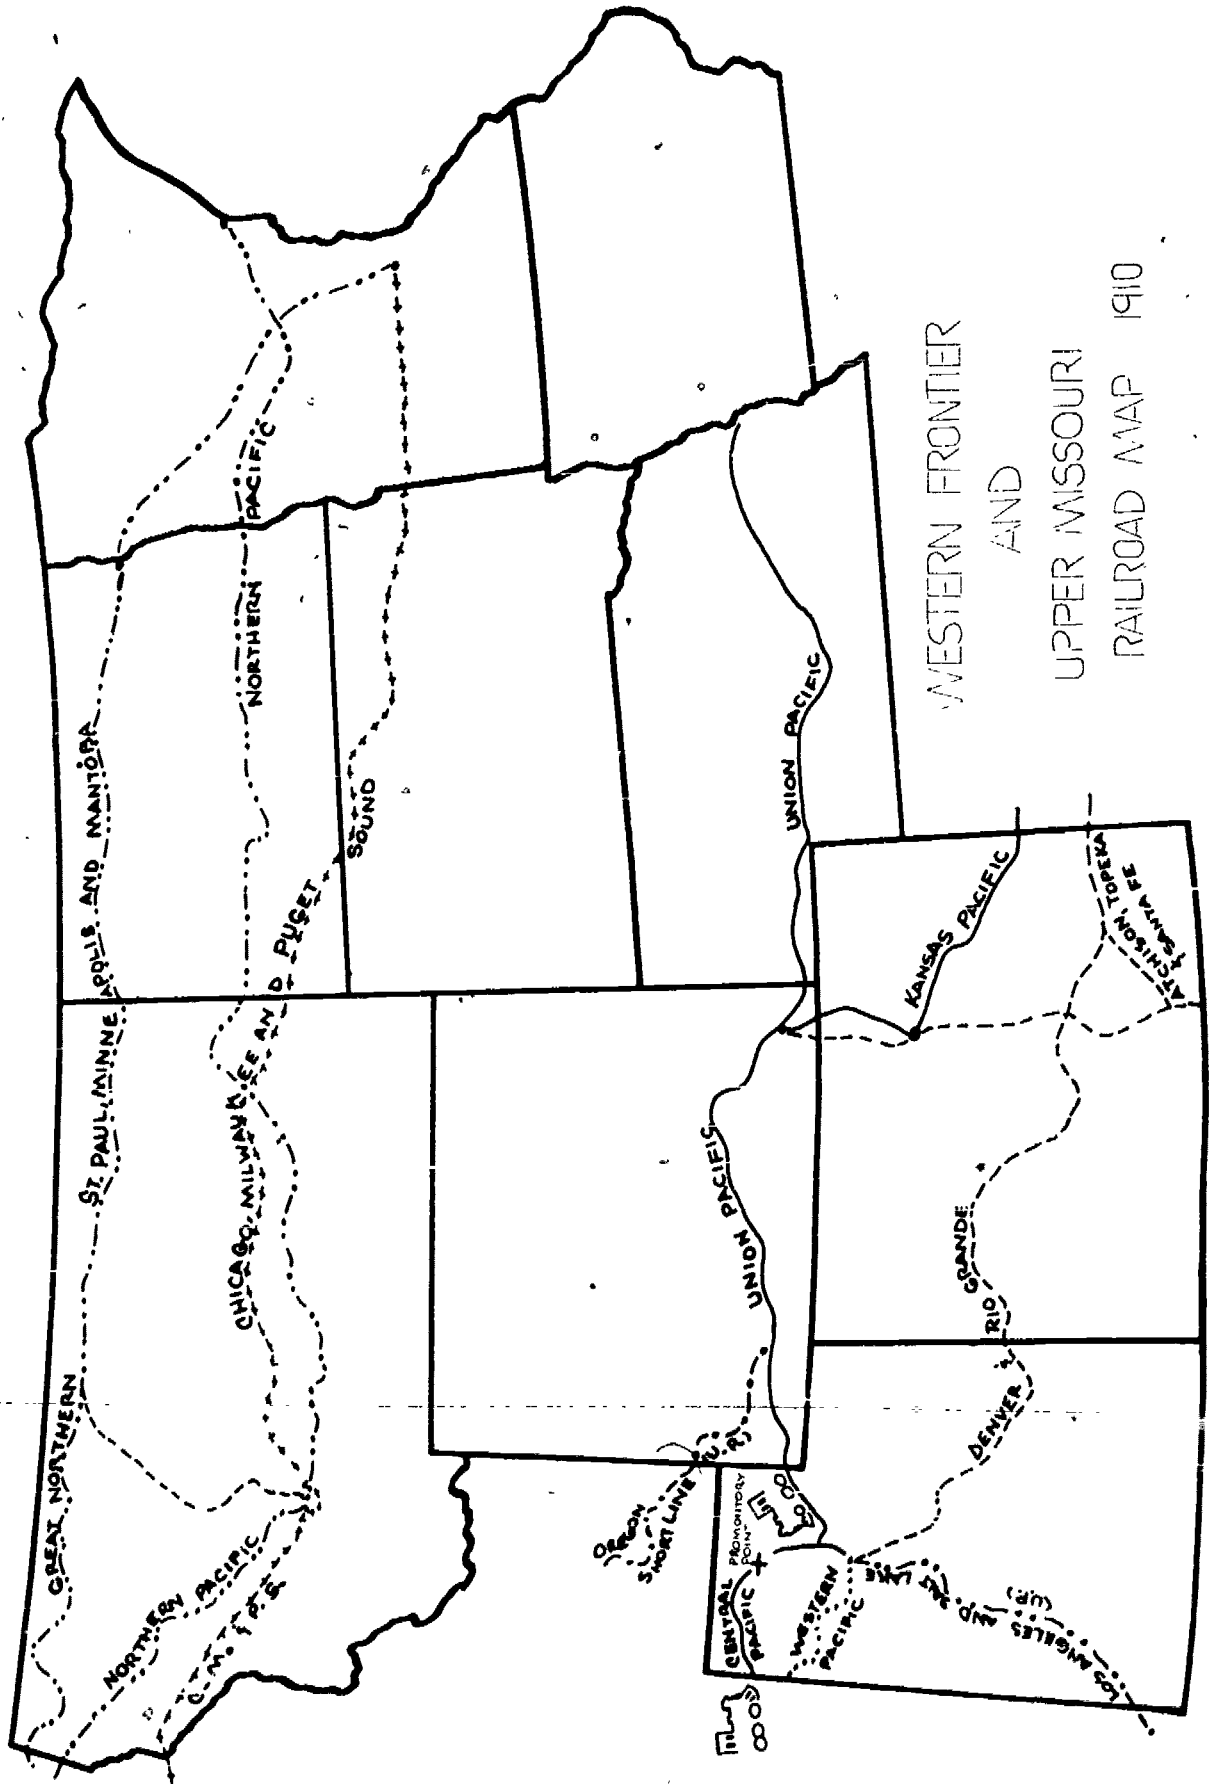 WESTERN FRONTIER
AND
UPPER MISSOURI
RAILROAD MAP 1910
GREAT NORTHERN
ST. PAUL, MINNEAPOLIS AND MANTOBA
NORTHERN PACIFIC
NORTHERN PACIFIC
CHICAGO, MILWAUKEE AND PUGET SOUND
C. M. & P. S.
UNION PACIFIC
UNION PACIFIC
OREGON
SHORT LINE
(U.P.)
PROMONTORY
POINT
CENTRAL
PACIFIC
WESTERN
PACIFIC
LOS ANGELES AND SALT LAKE
(U.P.)
DENVER & RIO GRANDE
KANSAS PACIFIC
ATCHISON, TOPEKA
& SANTA FE